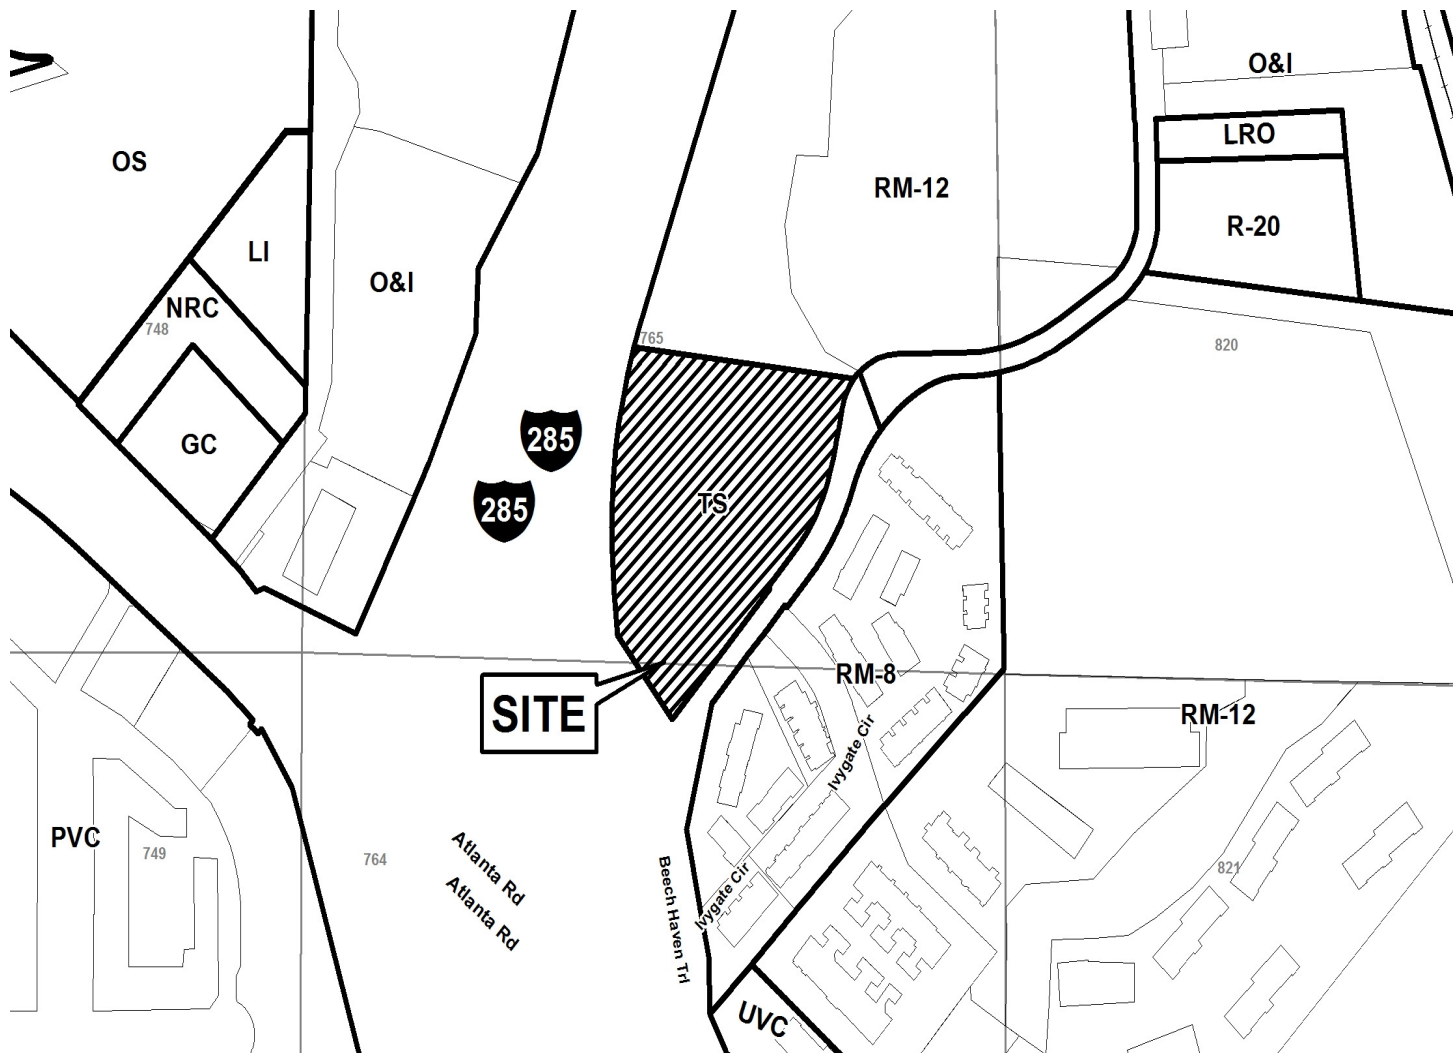 O&I
LRO
OS
RM-12
R-20
LI
O&I
NRC
748
765
820
285
GC
285
TS
RM-8
SITE
RM-12
Ivygate Cir
PVC
749
764
Atlanta Rd
821
Atlanta Rd
Beech Haven Trl
Ivygate Cir
UVC